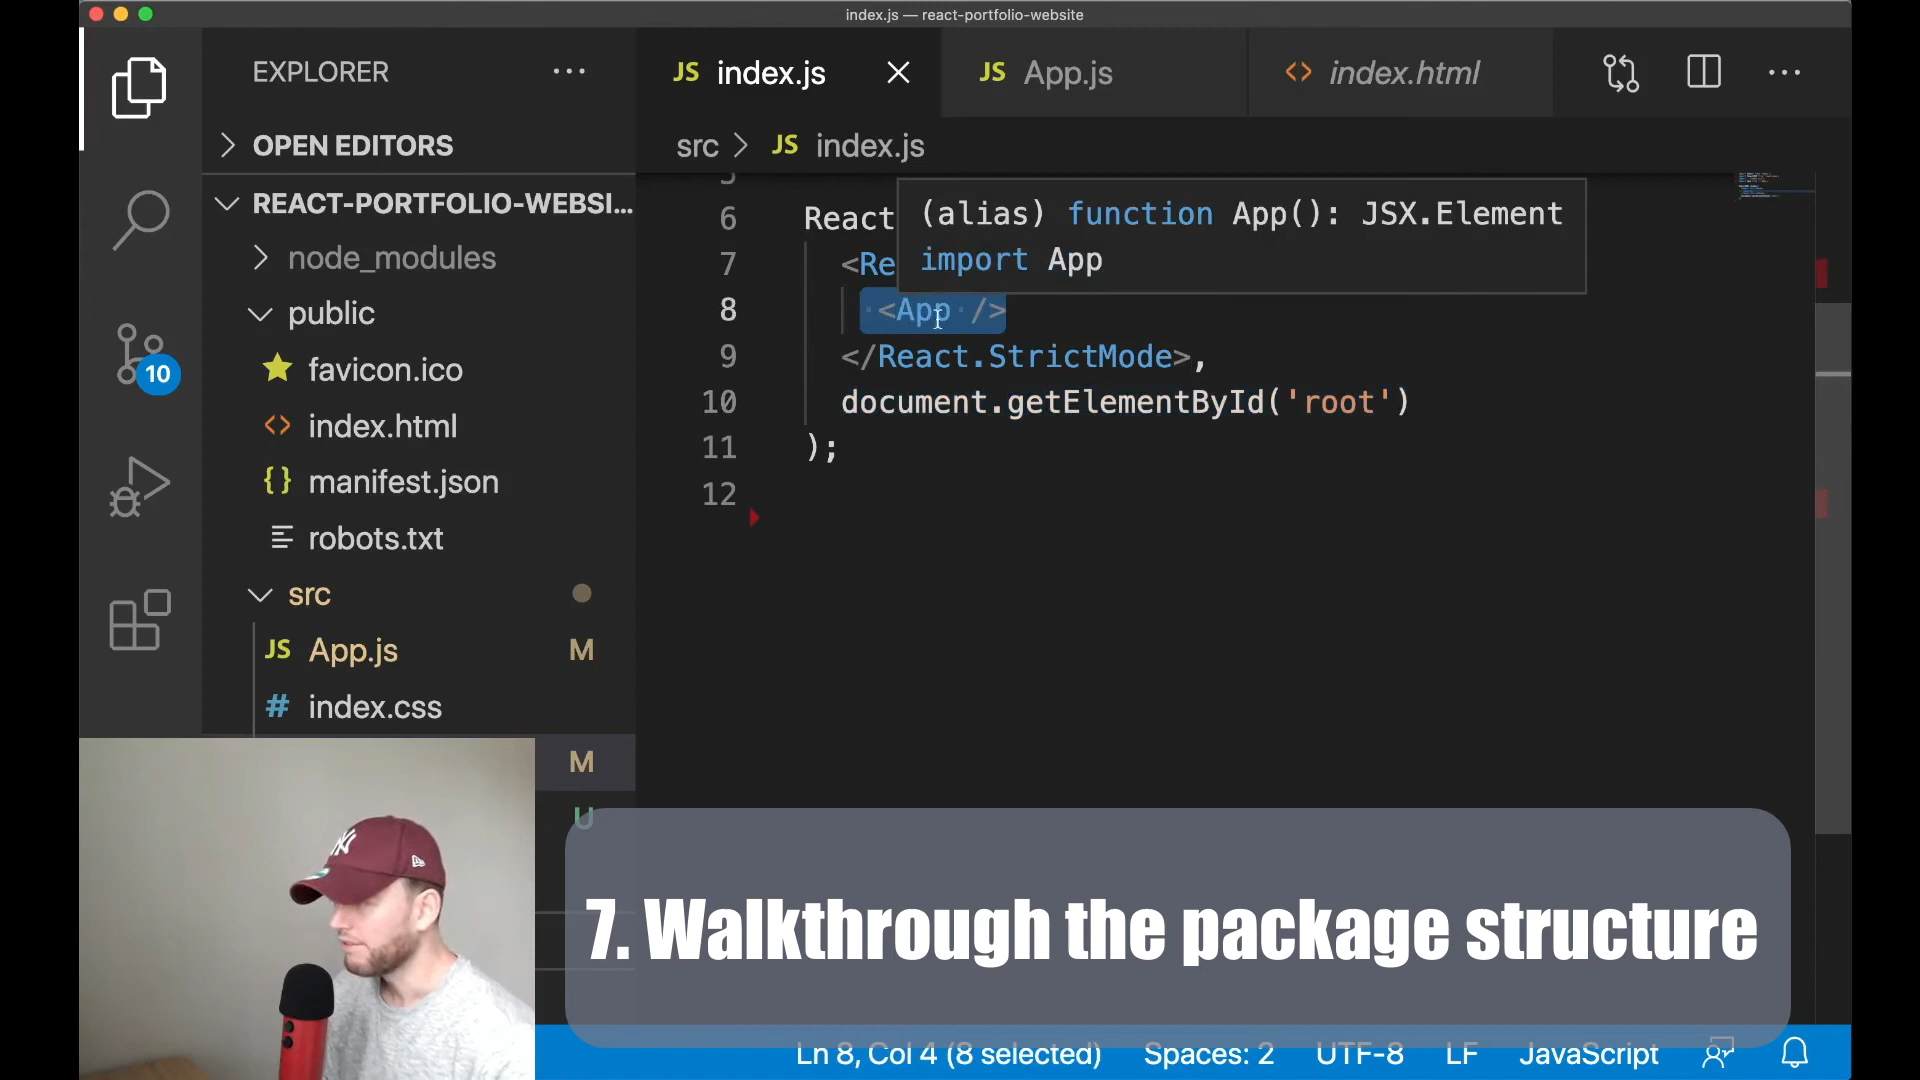 index.js — react-portfolio-website
EXPLORER
OPEN EDITORS
REACT-PORTFOLIO-WEBSI...
node_modules
public
favicon.ico
index.html
manifest.json
robots.txt
src
JS App.js M
# index.css
M
U
10
JS index.js
JS App.js
<> index.html
src > JS index.js
(alias) function App(): JSX.Element
import App
6 React
7 <Re
8 <App />
9 </React.StrictMode>,
10 document.getElementById('root')
11 );
12
7. Walkthrough the package structure
Ln 8, Col 4 (8 selected) Spaces: 2 UTF-8 LF JavaScript
NY